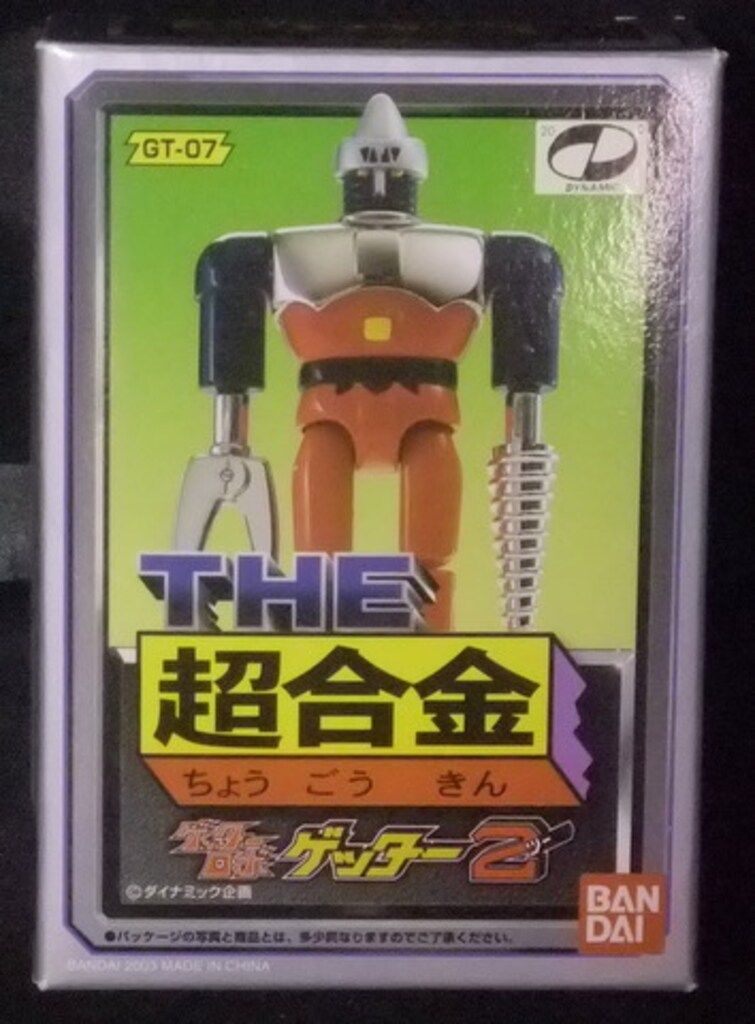 GT-07
20
DYNAMIC
THE
超合金
ちょう ごう きん
ゲッターロボ ゲッター2
©ダイナミック企画
BAN
DAI
●パッケージの写真と商品とは、多少異なりますのでご了承ください。
BANDAI 2003 MADE IN CHINA